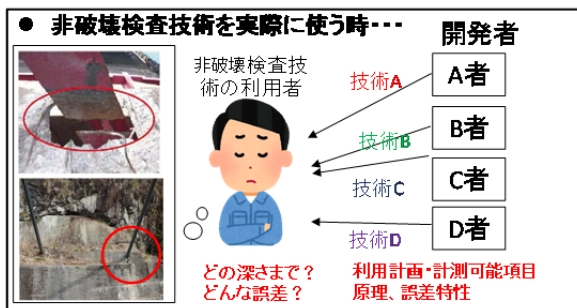 ● 非破壊検査技術を実際に使う時･･･
開発者
非破壊検査技
術の利用者
技術A
A者
技術B
B者
技術C
C者
技術D
D者
どの深さまで？
どんな誤差？
利用計画・計測可能項目
原理、誤差特性